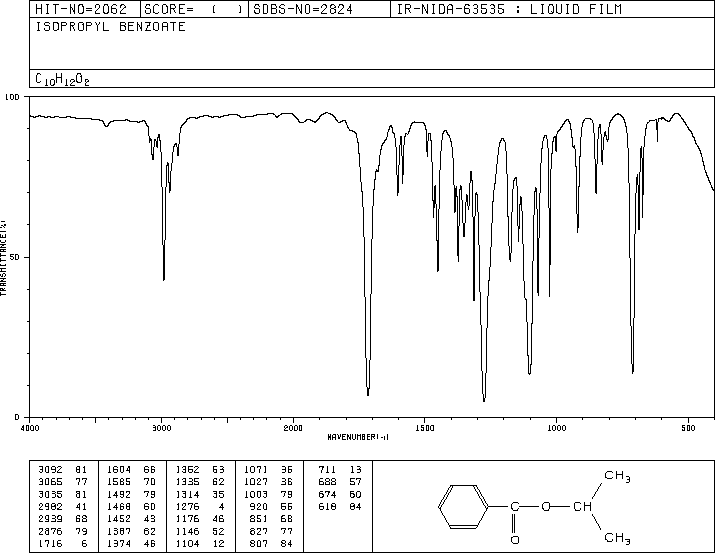 HIT-NO=2062 SCORE= ( ) SDBS-NO=2824 IR-NIDA-63535 : LIQUID FILM
ISOPROPYL BENZOATE
C10H12O2
100
50
0
TRANSMITTANCE(%)
4000 3000 2000 1500 1000 500
WAVENUMBER(-1)
3092 81 1604 66 1352 53 1071 36 711 13
3065 77 1585 70 1335 62 1027 36 688 57
3035 81 1492 79 1314 35 1003 79 674 60
2982 41 1468 60 1276 4 920 55 618 84
2939 68 1452 43 1176 46 851 68
2876 79 1387 62 1146 52 827 77
1716 6 1374 46 1104 12 807 84
CH3
C O CH
O
CH3